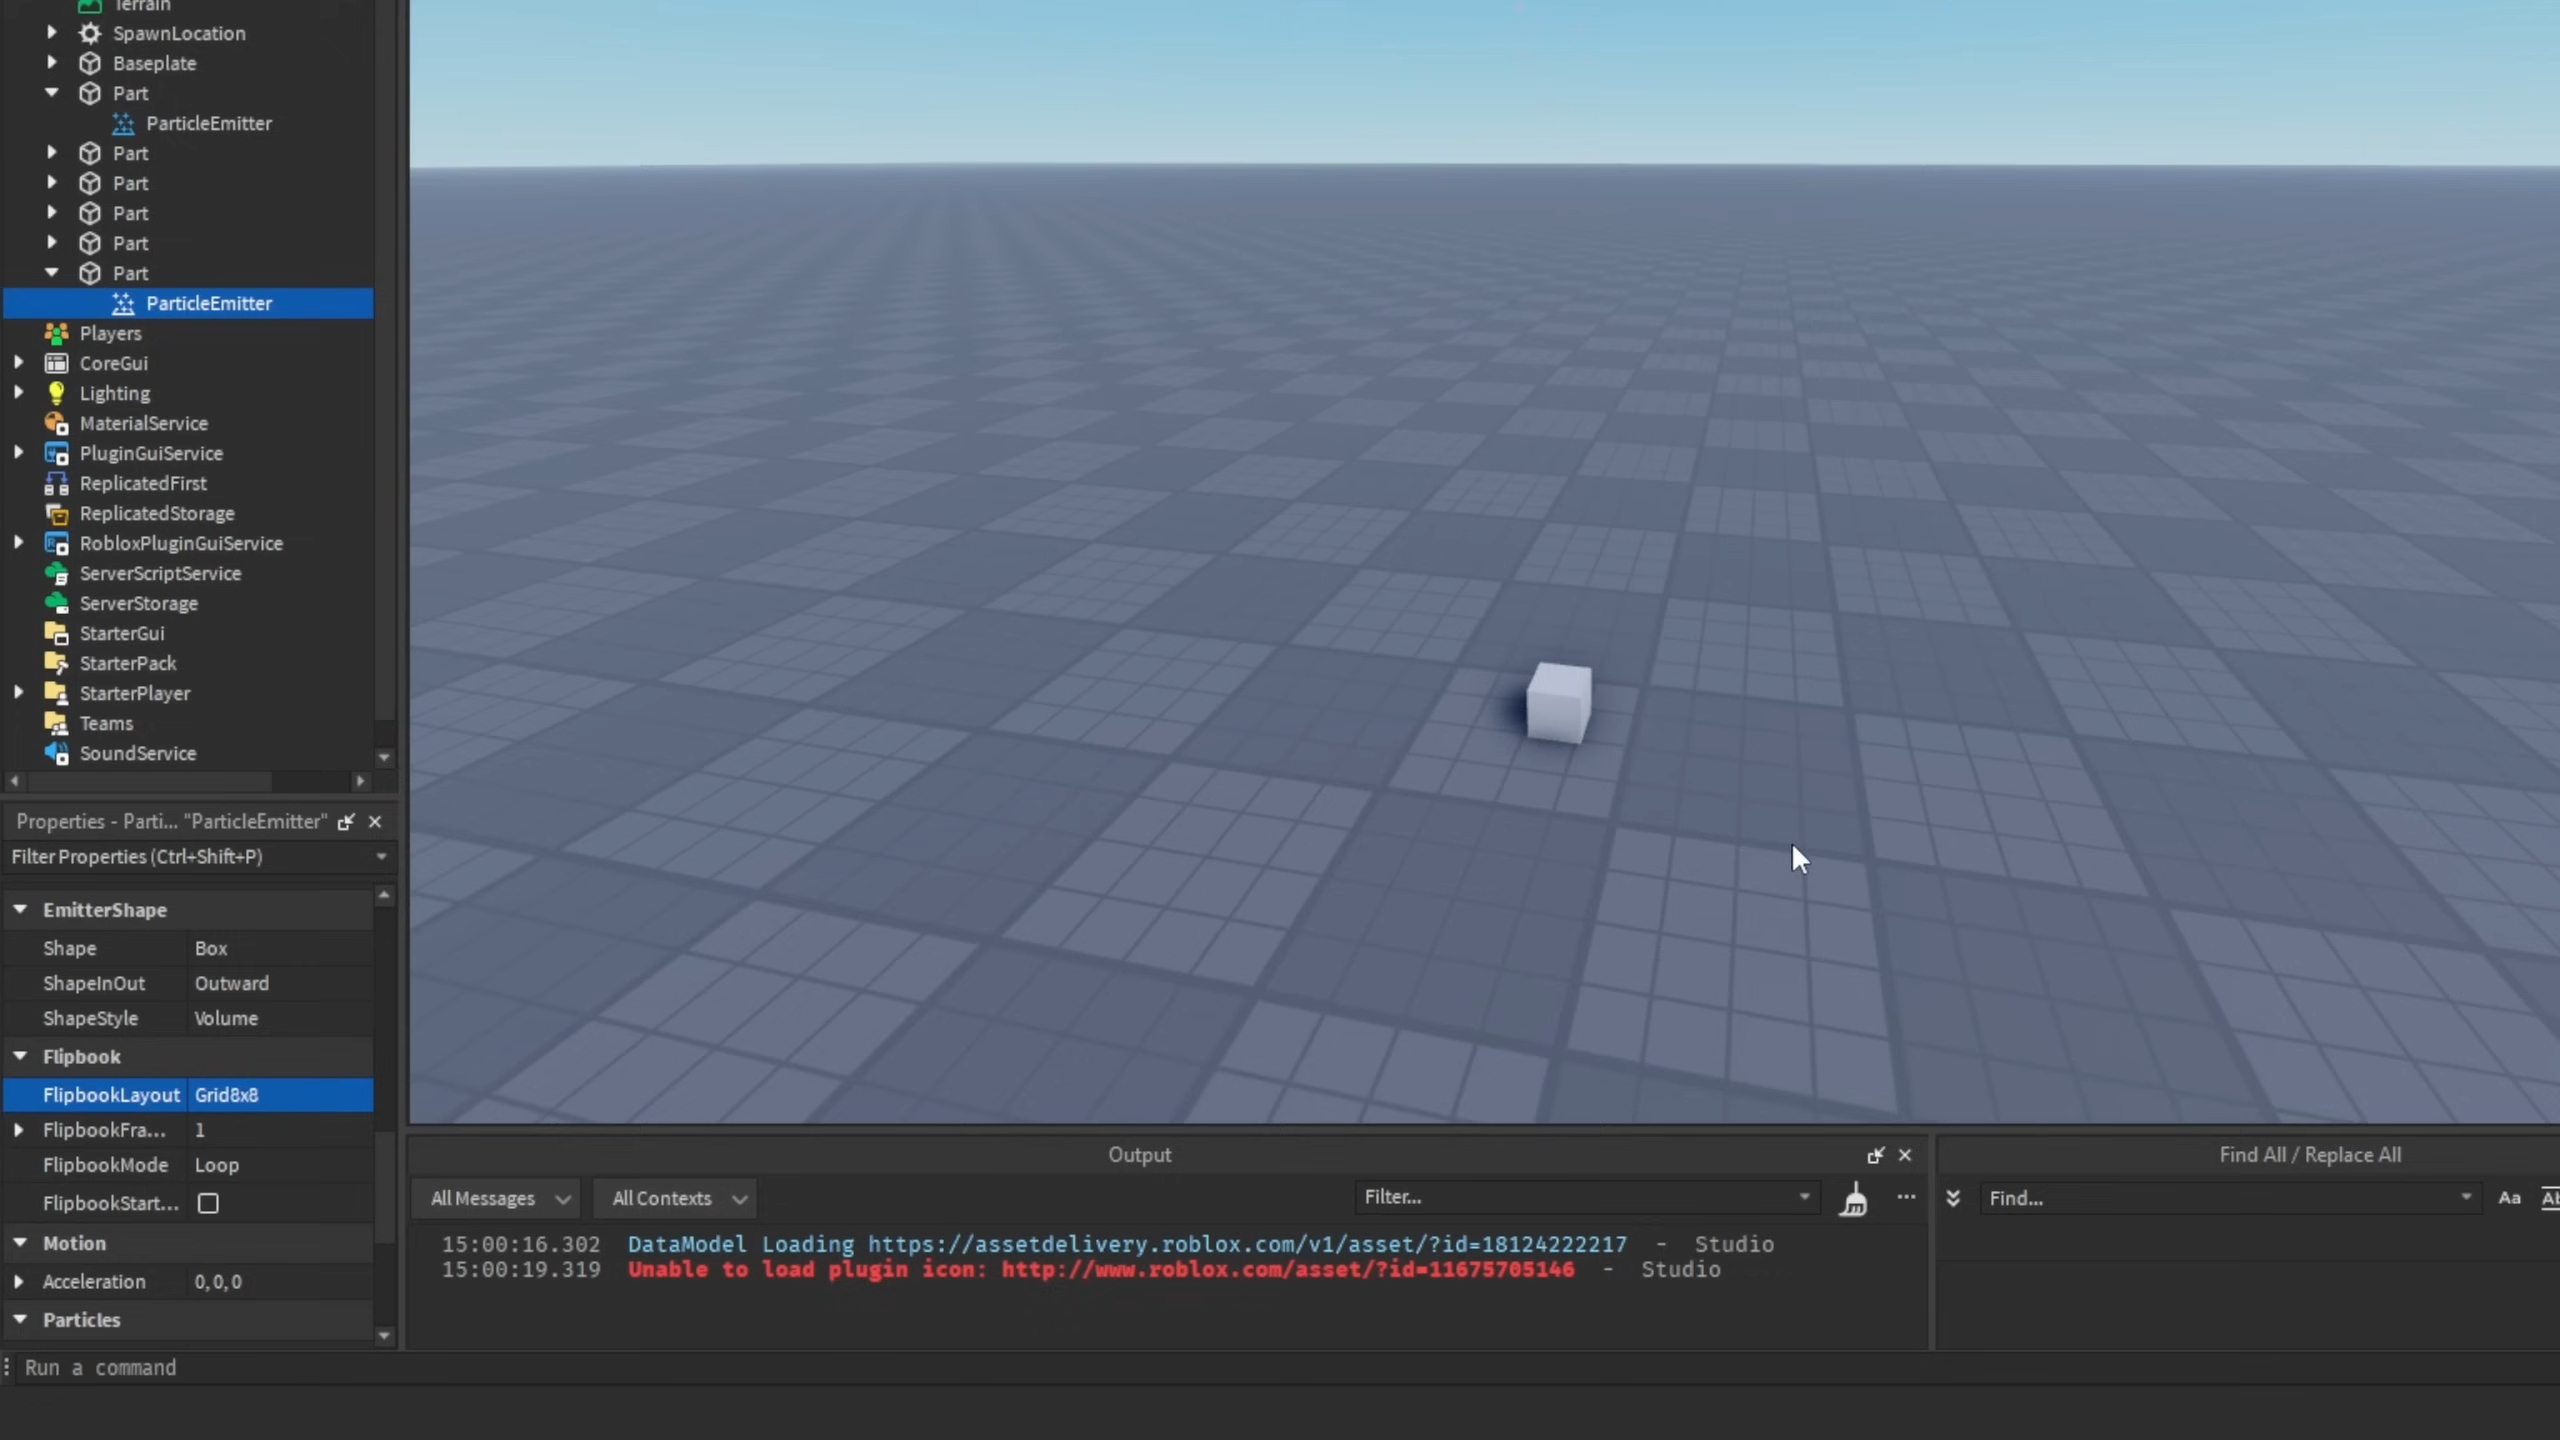 Terrain
SpawnLocation
Baseplate
Part
ParticleEmitter
Part
Part
Part
Part
Part
ParticleEmitter
Players
CoreGui
Lighting
MaterialService
PluginGuiService
ReplicatedFirst
ReplicatedStorage
RobloxPluginGuiService
ServerScriptService
ServerStorage
StarterGui
StarterPack
StarterPlayer
Teams
SoundService
Properties - Parti... "ParticleEmitter"
Filter Properties (Ctrl+Shift+P)
EmitterShape
Shape Box
ShapeInOut Outward
ShapeStyle Volume
Flipbook
FlipbookLayout Grid8x8
FlipbookFra... 1
FlipbookMode Loop
FlipbookStart...
Motion
Acceleration 0, 0, 0
Particles
Output
All Messages All Contexts Filter... ...
15:00:16.302 DataModel Loading https://assetdelivery.roblox.com/v1/asset/?id=18124222217 - Studio
15:00:19.319 Unable to load plugin icon: http://www.roblox.com/asset/?id=11675705146 - Studio
Find All / Replace All
Find... Aa
Run a command